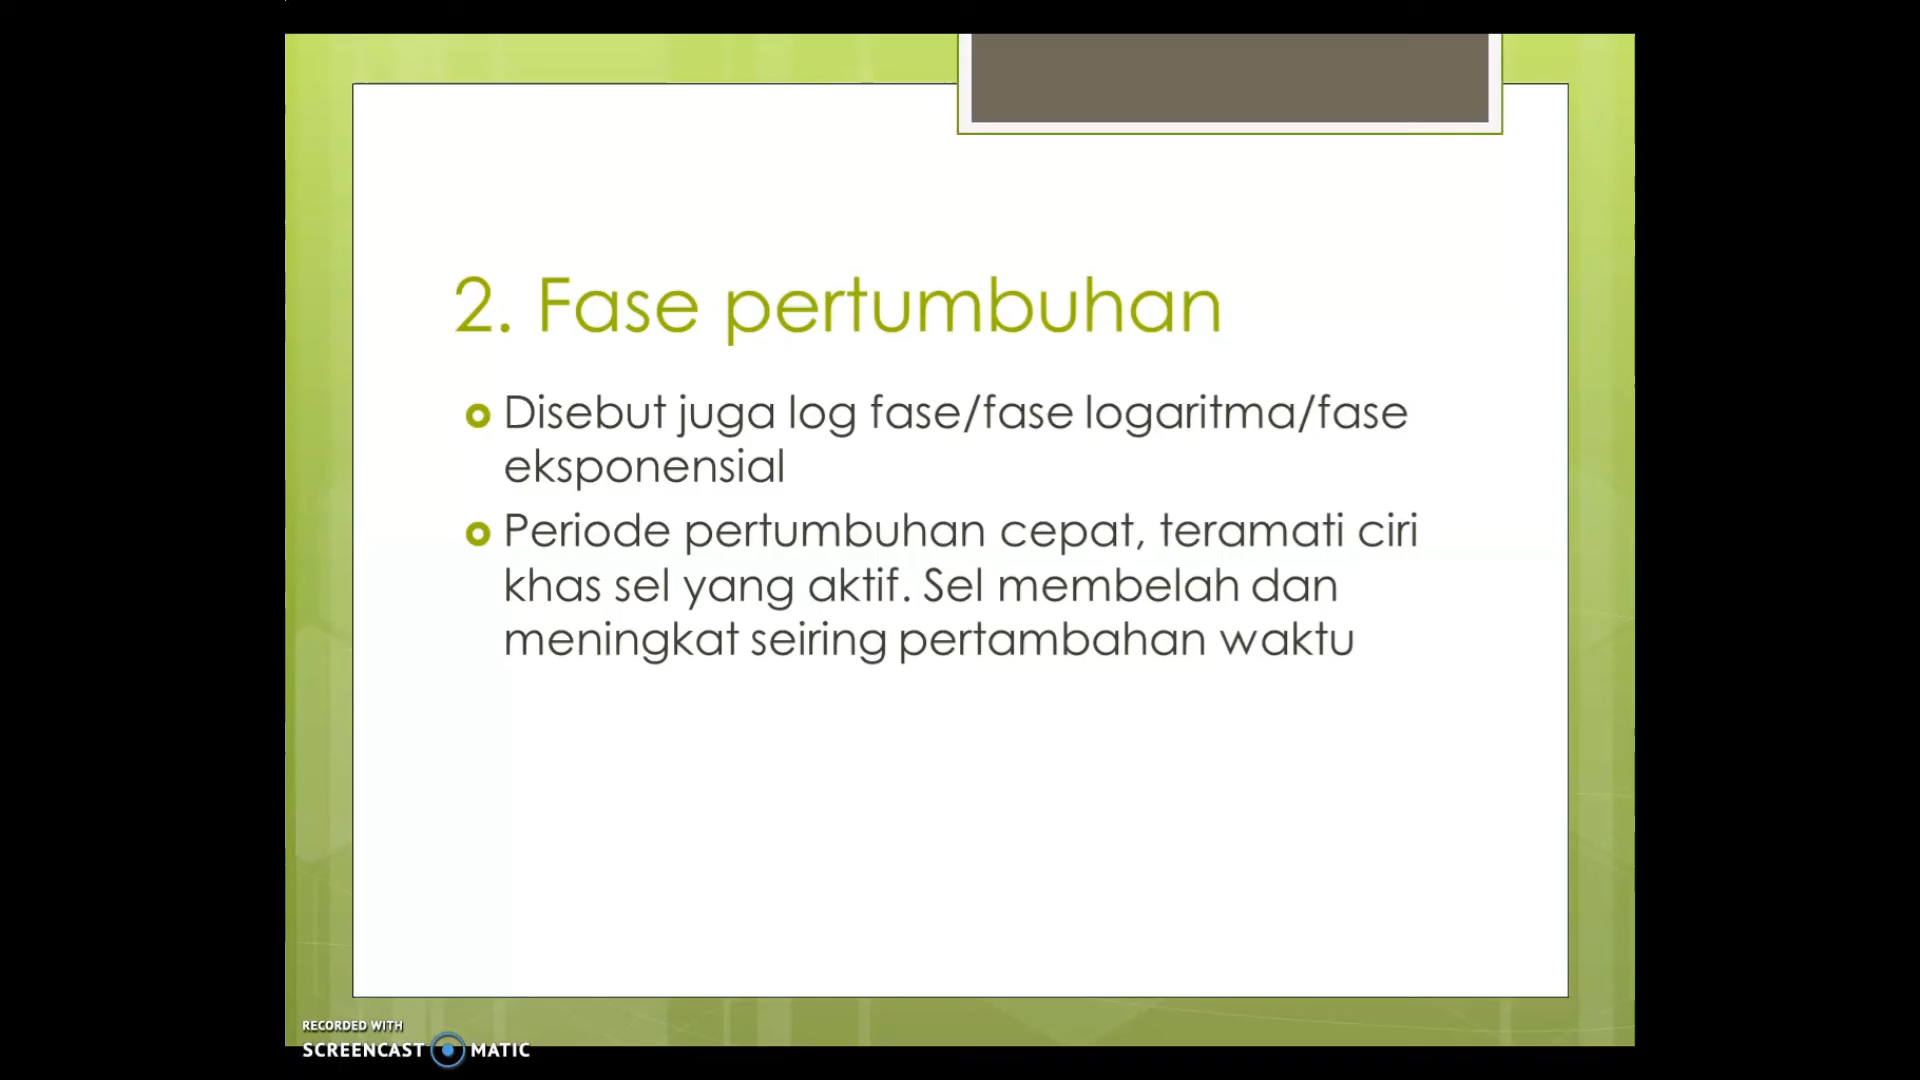 2. Fase pertumbuhan
Disebut juga log fase/fase logaritma/fase
eksponensial
Periode pertumbuhan cepat, teramati ciri
khas sel yang aktif. Sel membelah dan
meningkat seiring pertambahan waktu
RECORDED WITH
SCREENCAST MATIC